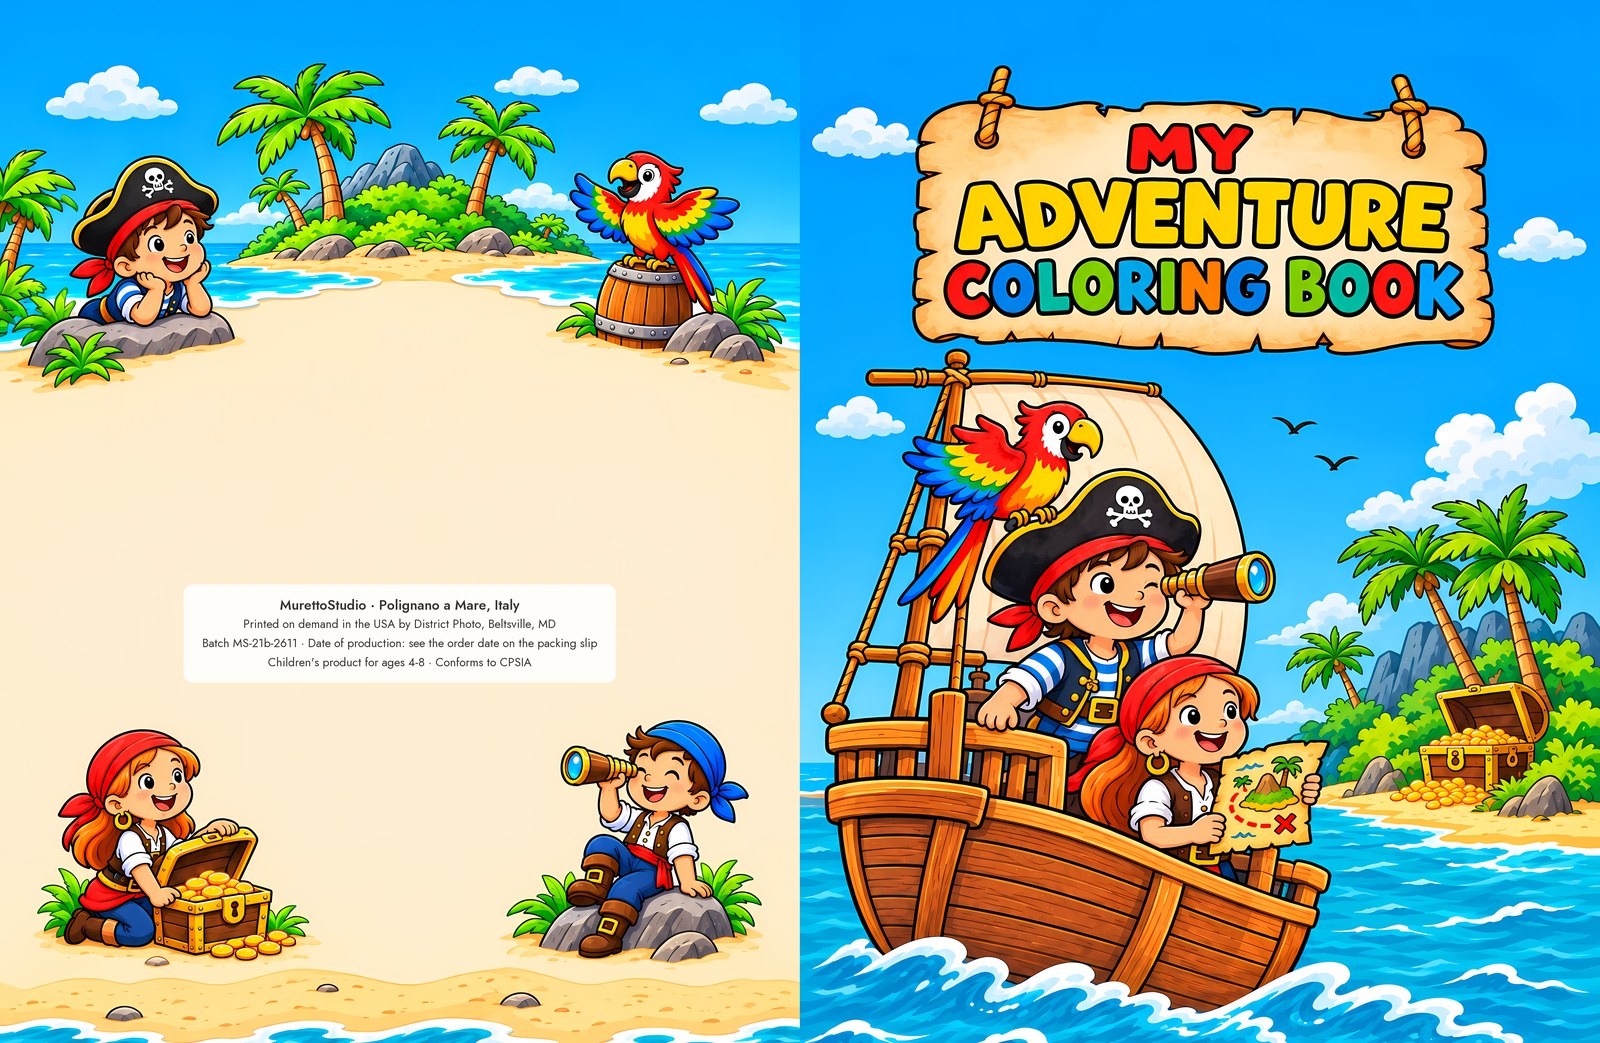 MurettoStudio · Polignano a Mare, Italy
Printed on demand in the USA by District Photo, Beltsville, MD
Batch MS-21b-2611 · Date of production: see the order date on the packing slip
Children's product for ages 4-8 · Conforms to CPSIA
MY
ADVENTURE
COLORING BOOK